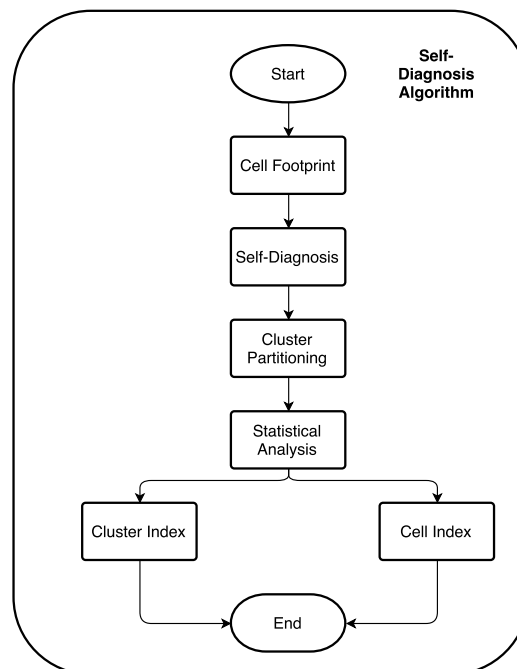 Self-
Diagnosis
Algorithm
Start
Cell Footprint
Self-Diagnosis
Cluster
Partitioning
Statistical
Analysis
Cluster Index
Cell Index
End